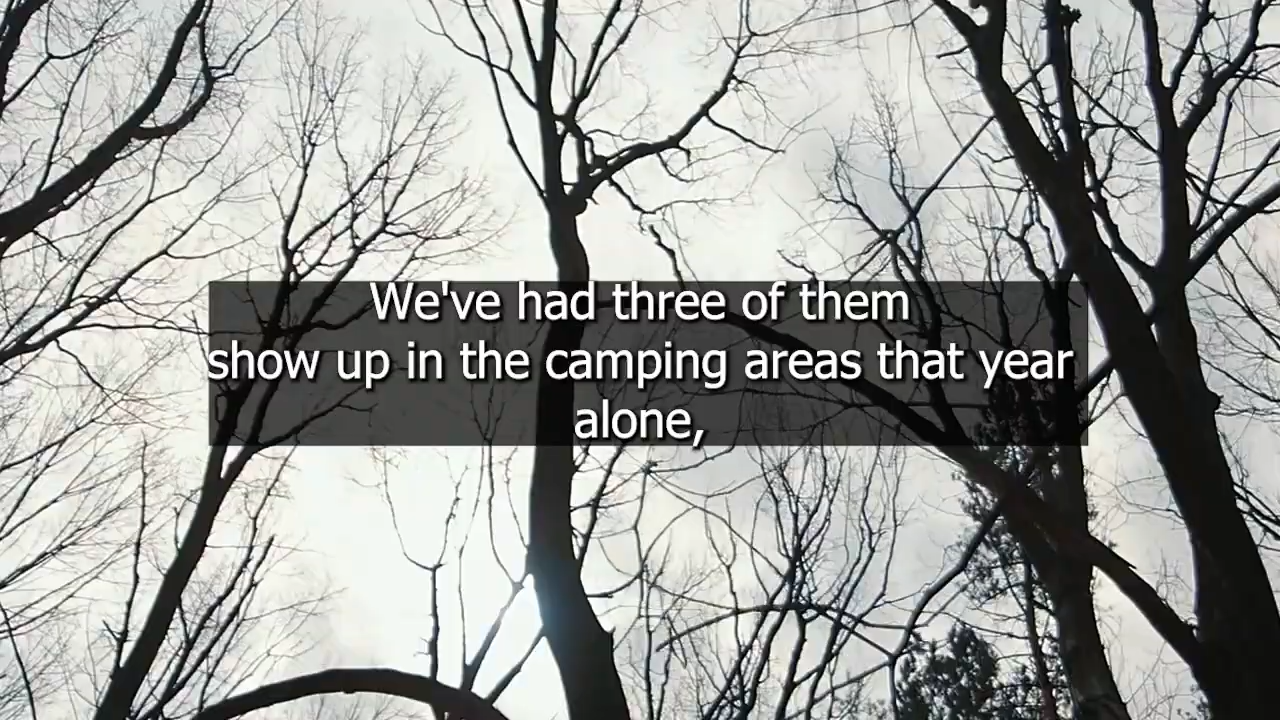 We've had three of them
show up in the camping areas that year
alone,